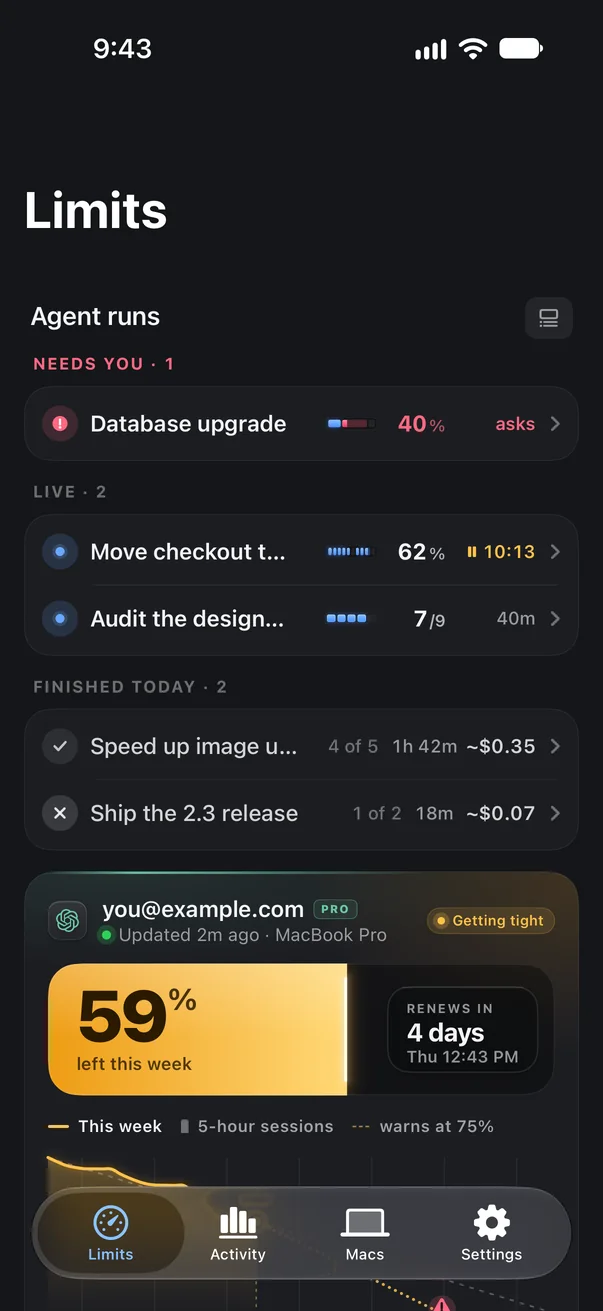 9:43
Limits
Agent runs
NEEDS YOU · 1
Database upgrade 40% asks
LIVE · 2
Move checkout t... 62% 10:13
Audit the design... 7/9 40m
FINISHED TODAY · 2
Speed up image u... 4 of 5 1h 42m ~$0.35
Ship the 2.3 release 1 of 2 18m ~$0.07
you@example.com PRO
Updated 2m ago · MacBook Pro
Getting tight
59%
left this week
RENEWS IN
4 days
Thu 12:43 PM
This week 5-hour sessions warns at 75%
Limits Activity Macs Settings